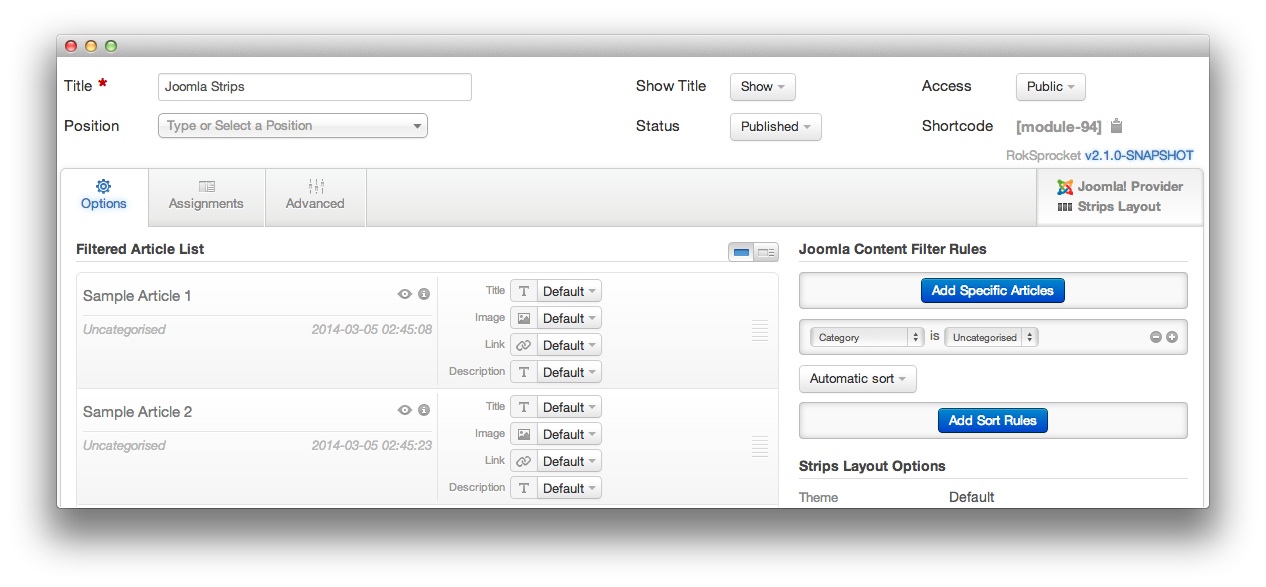 Title * Joomla Strips Show Title Show Access Public
Position Type or Select a Position Status Published Shortcode [module-94]
RokSprocket v2.1.0-SNAPSHOT
Options Assignments Advanced
Joomla! Provider
Strips Layout
Filtered Article List
Sample Article 1
Uncategorised 2014-03-05 02:45:08
Title T Default
Image Default
Link Default
Description T Default
Sample Article 2
Uncategorised 2014-03-05 02:45:23
Title T Default
Image Default
Link Default
Description T Default
Joomla Content Filter Rules
Add Specific Articles
Category is Uncategorised
Automatic sort
Add Sort Rules
Strips Layout Options
Theme Default